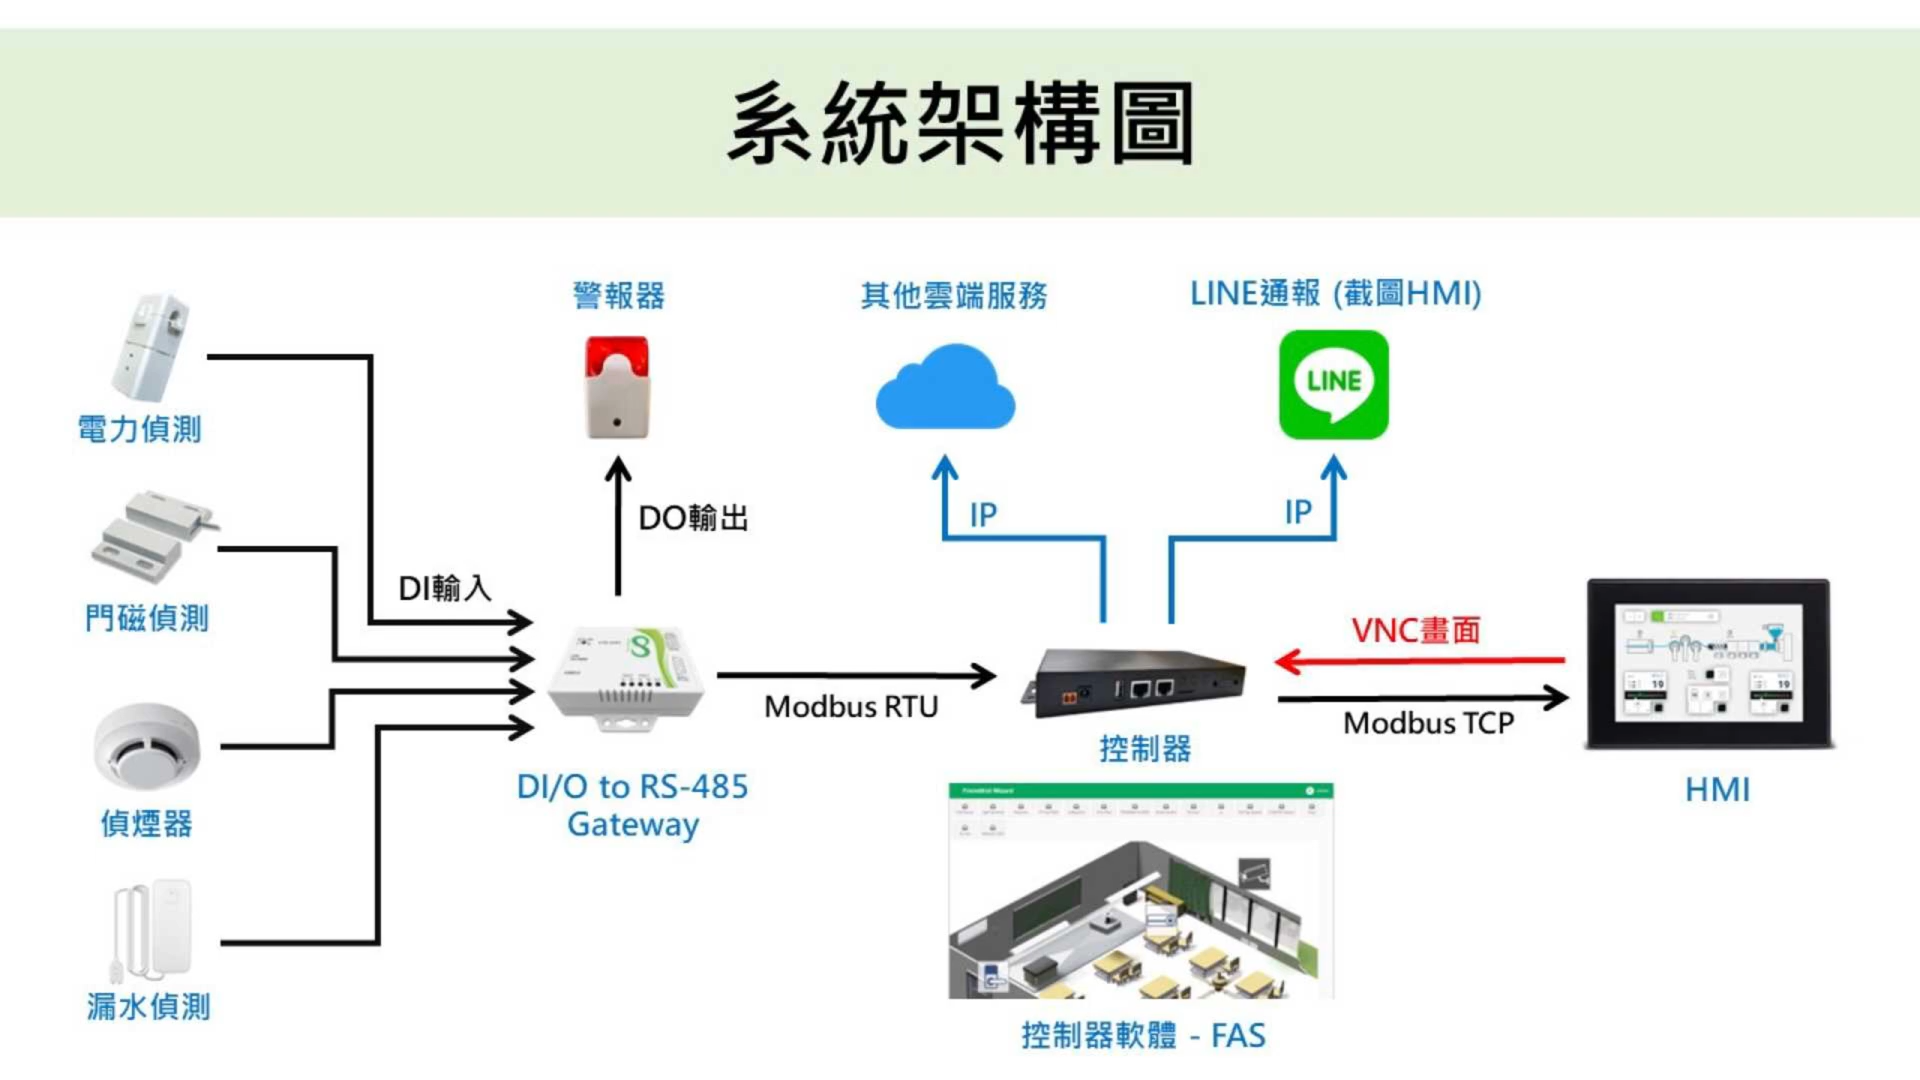 系統架構圖
警報器
其他雲端服務
LINE通報 (截圖HMI)
LINE
電力偵測
DO輸出
IP
IP
門磁偵測
DI輸入
8
VNC畫面
Modbus RTU
Modbus TCP
控制器
19
19
偵煙器
DI/O to RS-485
Gateway
HMI
漏水偵測
控制器軟體 - FAS